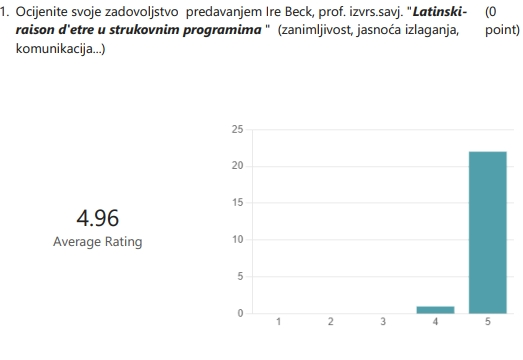 1. Ocijenite svoje zadovoljstvo predavanjem Ire Beck, prof. izvrs.savj. "Latinski- (0
raison d'etre u strukovnim programima " (zanimljivost, jasnoća izlaganja, point)
komunikacija...)
25
20
15
10
5
0
4.96
Average Rating
1 2 3 4 5